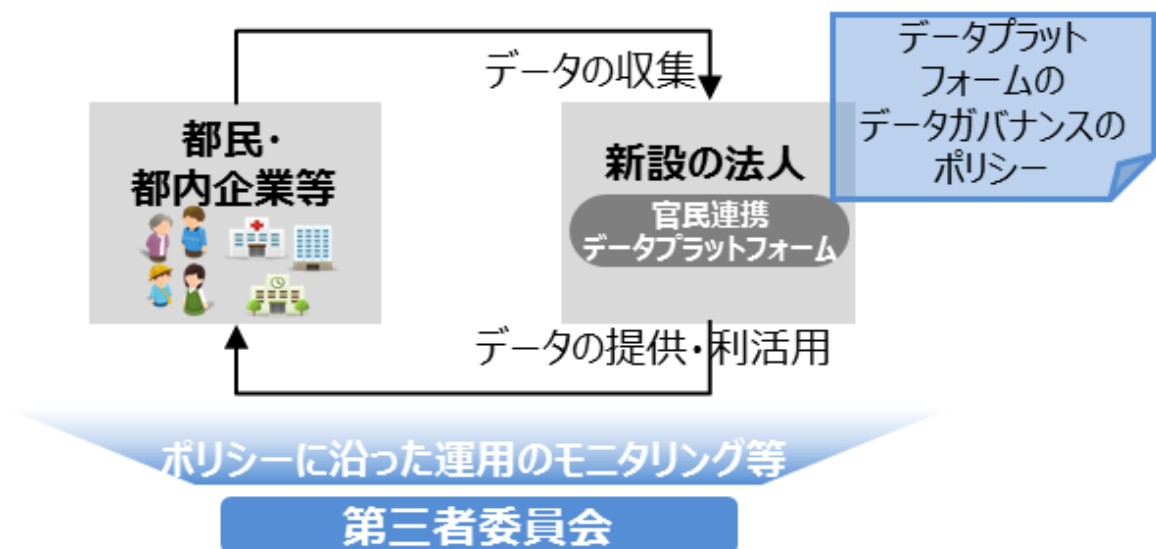 データの収集
データプラット
フォームの
データガバナンスの
ポリシー
都民・
都内企業等
新設の法人
官民連携
データプラットフォーム
データの提供・利活用
ポリシーに沿った運用のモニタリング等
第三者委員会